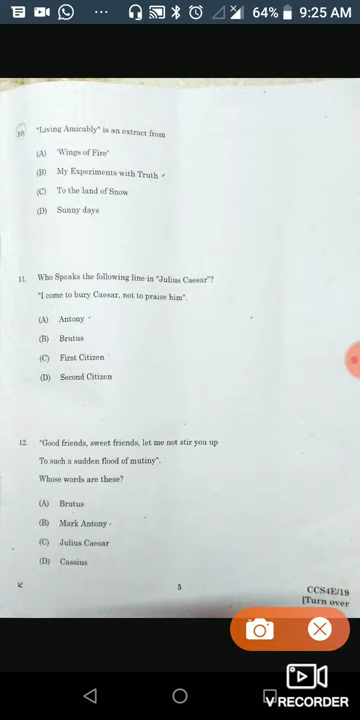 64% 9:25 AM
10. "Living Amicably" is an extract from
(A) 'Wings of Fire'
(B) My Experiments with Truth
(C) To the land of Snow
(D) Sunny days
11. Who Speaks the following line in "Julius Caesar"?
"I come to bury Caesar, not to praise him".
(A) Antony
(B) Brutus
(C) First Citizen
(D) Second Citizen
12. "Good friends, sweet friends, let me not stir you up
To such a sudden flood of mutiny".
Whose words are these?
(A) Brutus
(B) Mark Antony
(C) Julius Caesar
(D) Cassius
K 5 CCS4E/19
[Turn over
V RECORDER